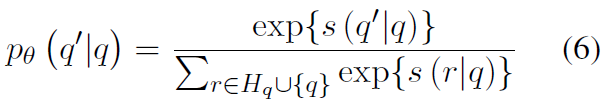 p_θ (q′|q) = exp{s (q′|q)} / ∑_{r∈H_q∪{q}} exp{s (r|q)} (6)